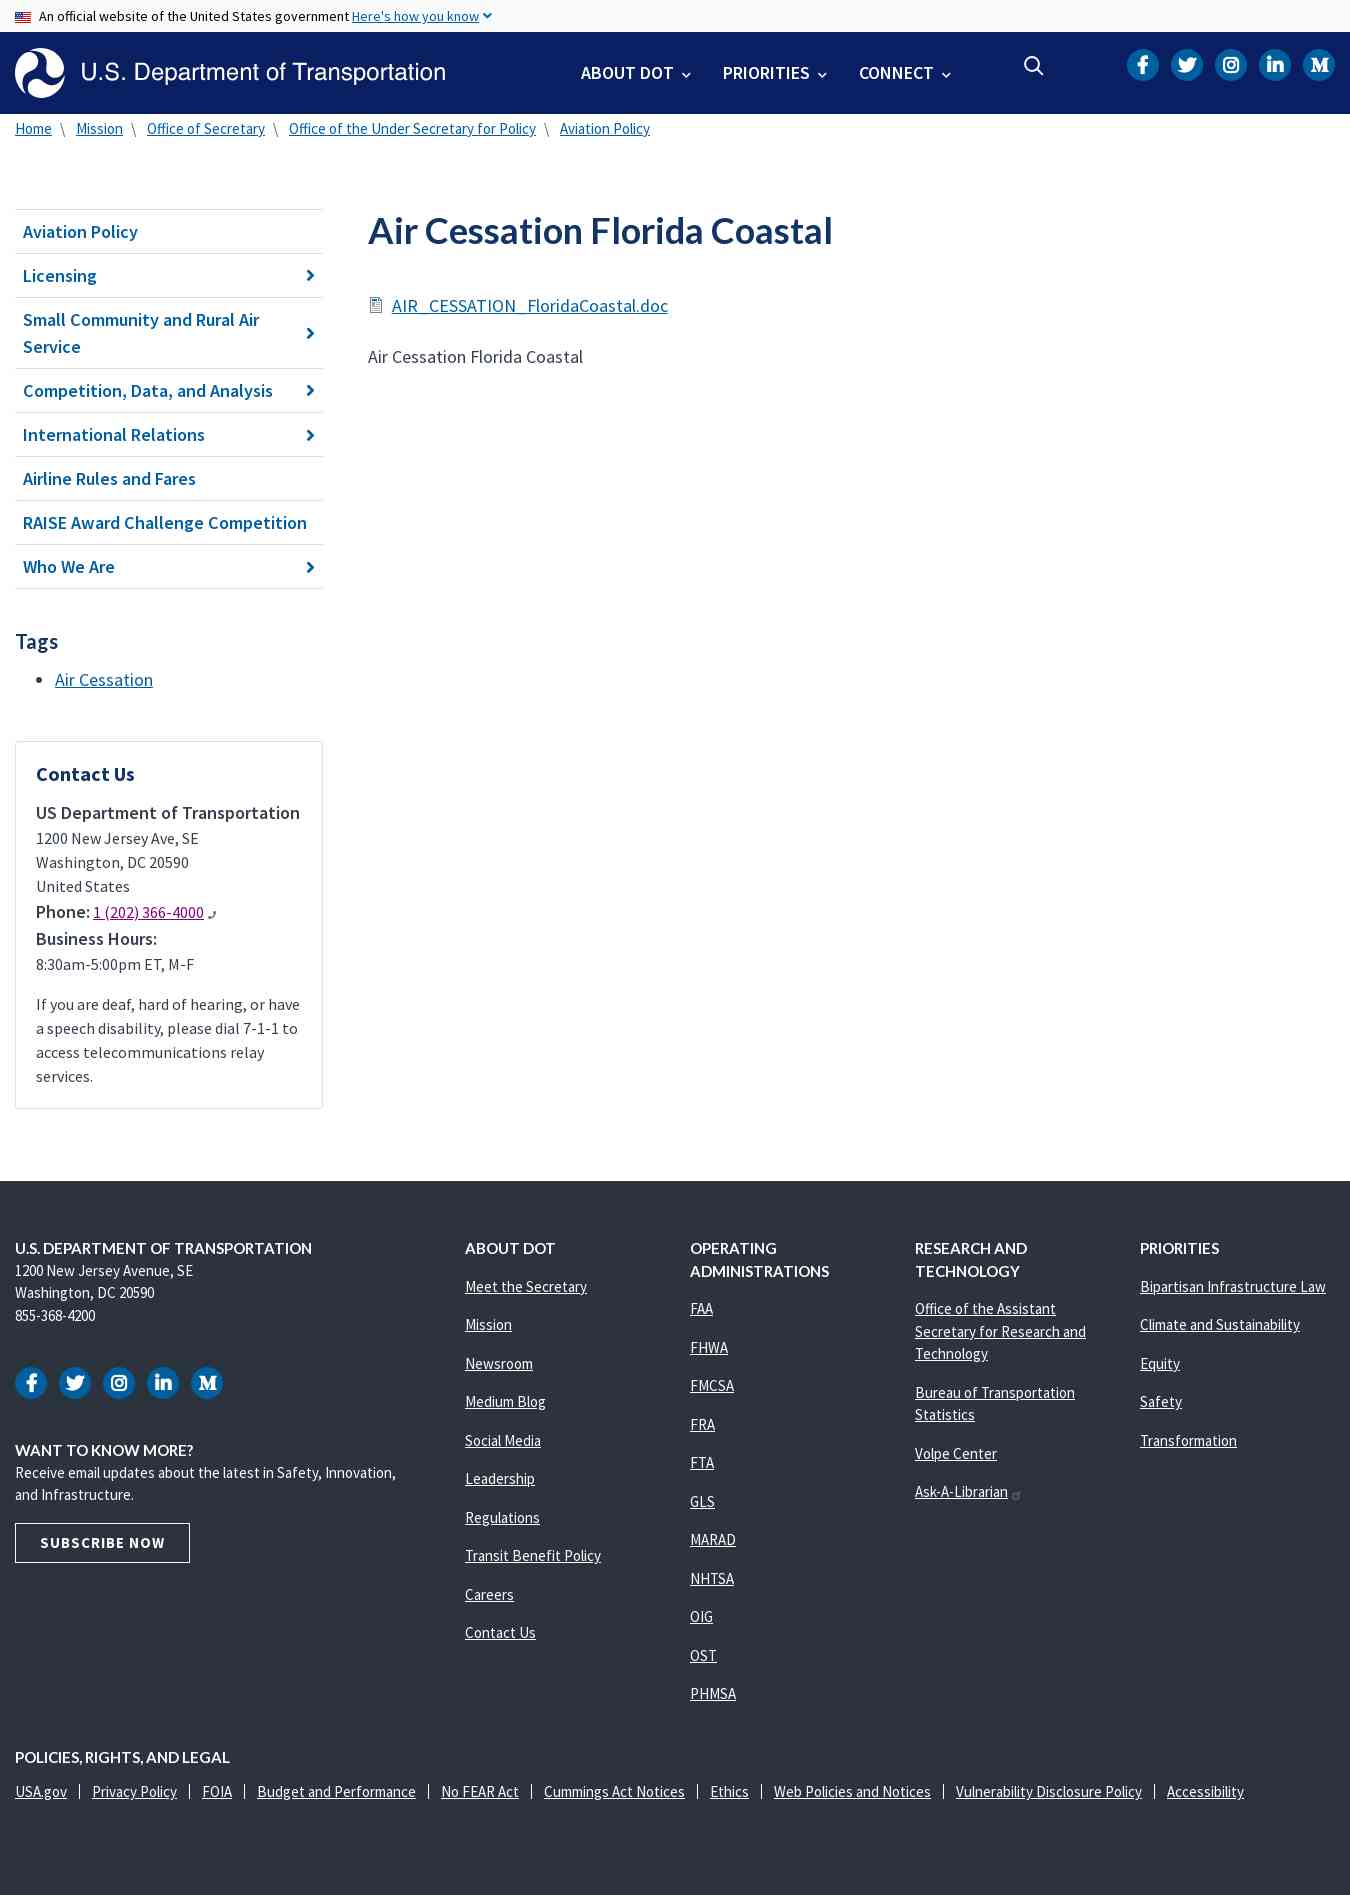 An official website of the United States government Here's how you know
U.S. Department of Transportation
ABOUT DOT
PRIORITIES
CONNECT
Home \ Mission \ Office of Secretary \ Office of the Under Secretary for Policy \ Aviation Policy
Aviation Policy
Licensing
Small Community and Rural Air
Service
Competition, Data, and Analysis
International Relations
Airline Rules and Fares
RAISE Award Challenge Competition
Who We Are
Tags
Air Cessation
Contact Us
US Department of Transportation
1200 New Jersey Ave, SE
Washington, DC 20590
United States
Phone: 1 (202) 366-4000
Business Hours:
8:30am-5:00pm ET, M-F
If you are deaf, hard of hearing, or have
a speech disability, please dial 7-1-1 to
access telecommunications relay
services.
Air Cessation Florida Coastal
AIR_CESSATION_FloridaCoastal.doc
Air Cessation Florida Coastal
U.S. DEPARTMENT OF TRANSPORTATION
1200 New Jersey Avenue, SE
Washington, DC 20590
855-368-4200
WANT TO KNOW MORE?
Receive email updates about the latest in Safety, Innovation,
and Infrastructure.
SUBSCRIBE NOW
ABOUT DOT
Meet the Secretary
Mission
Newsroom
Medium Blog
Social Media
Leadership
Regulations
Transit Benefit Policy
Careers
Contact Us
OPERATING
ADMINISTRATIONS
FAA
FHWA
FMCSA
FRA
FTA
GLS
MARAD
NHTSA
OIG
OST
PHMSA
RESEARCH AND
TECHNOLOGY
Office of the Assistant
Secretary for Research and
Technology
Bureau of Transportation
Statistics
Volpe Center
Ask-A-Librarian
PRIORITIES
Bipartisan Infrastructure Law
Climate and Sustainability
Equity
Safety
Transformation
POLICIES, RIGHTS, AND LEGAL
USA.gov | Privacy Policy | FOIA | Budget and Performance | No FEAR Act | Cummings Act Notices | Ethics | Web Policies and Notices | Vulnerability Disclosure Policy | Accessibility